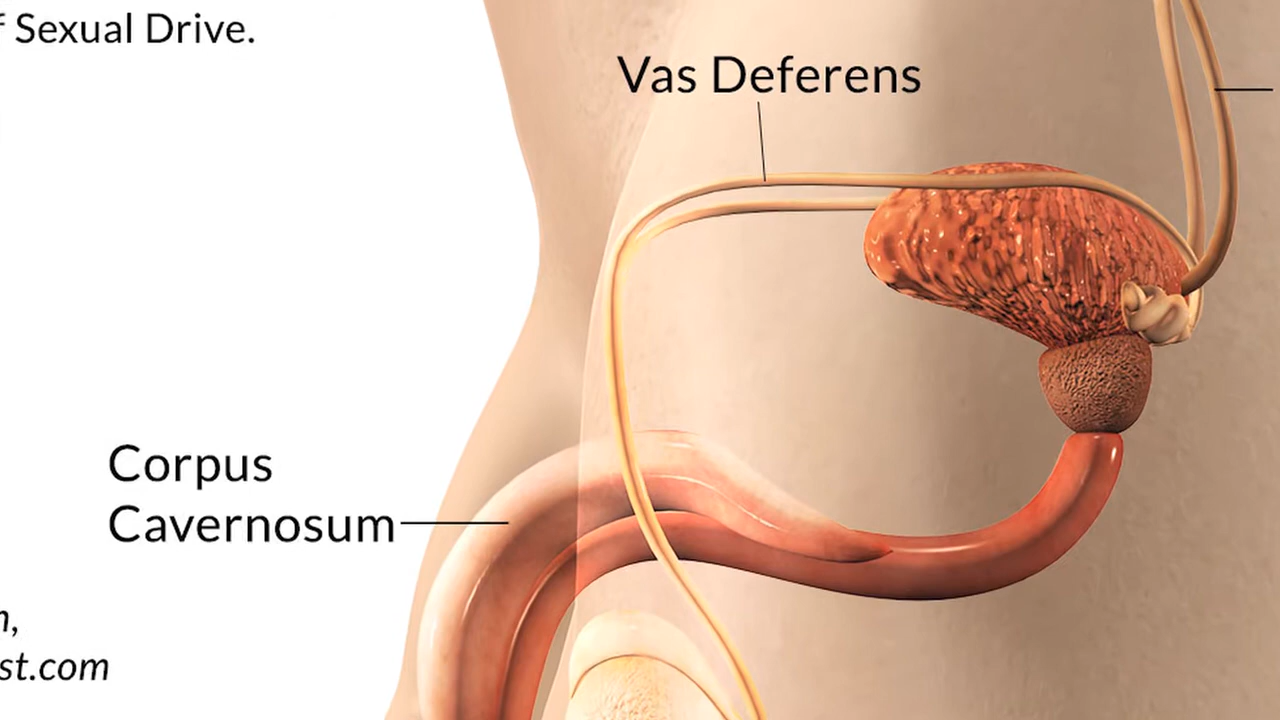 Sexual Drive.
Vas Deferens
Corpus
Cavernosum
st.com